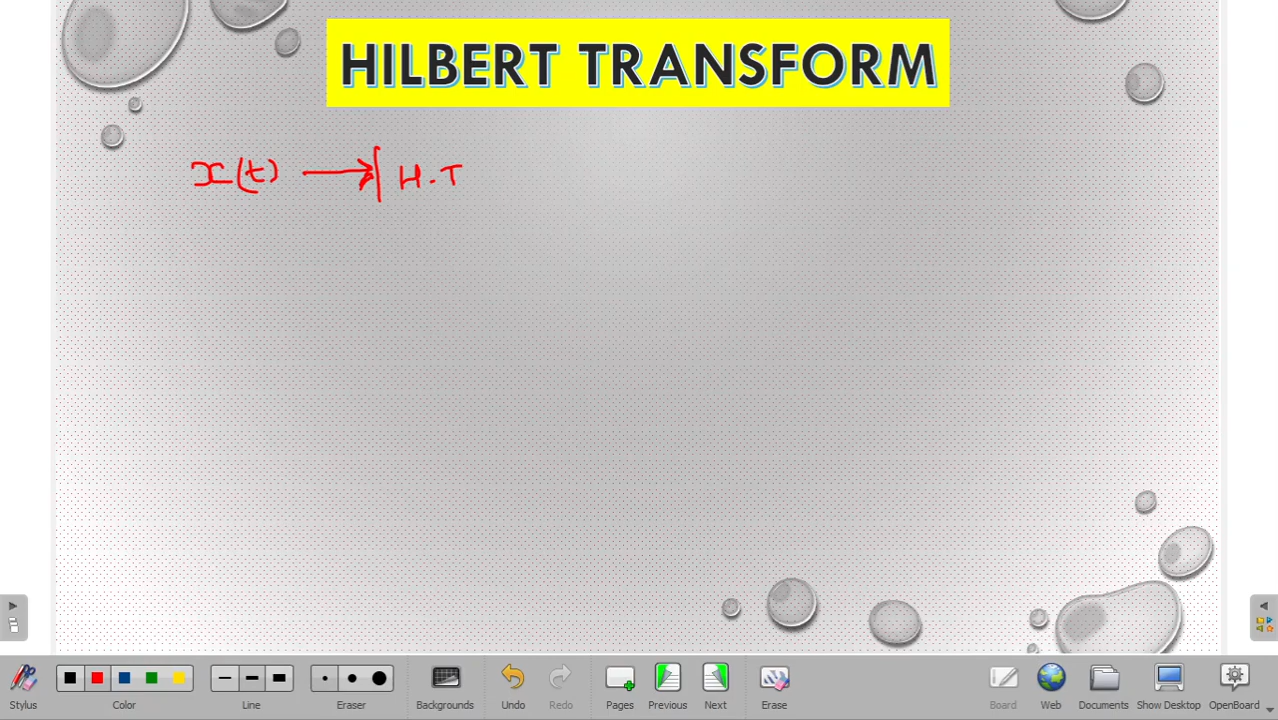 HILBERT TRANSFORM
x(t) → | H.T
Stylus
Color
Line
Eraser
Backgrounds
Undo
Redo
Pages
Previous
Next
Erase
Board
Web
Documents
Show Desktop
OpenBoard